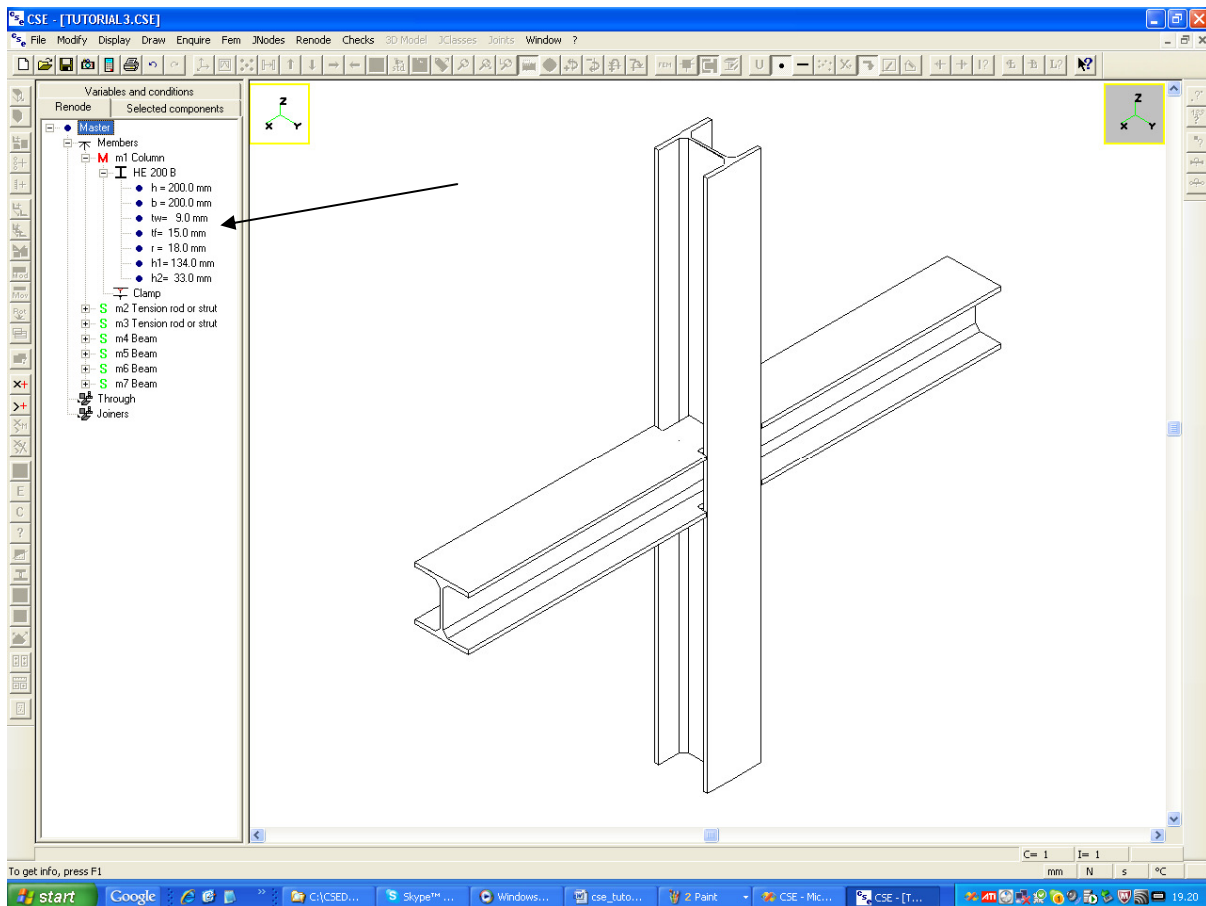 CSE - [TUTORIAL3.CSE]
File Modify Display Draw Enquire Fem JNodes Renode Checks 3D Model JClasses Joints Window ?
Variables and conditions
Renode Selected components
Master
Members
M m1 Column
HE 200 B
h = 200.0 mm
b = 200.0 mm
tw= 9.0 mm
tf= 15.0 mm
r = 18.0 mm
h1= 134.0 mm
h2= 33.0 mm
Clamp
S m2 Tension rod or strut
S m3 Tension rod or strut
S m4 Beam
S m5 Beam
S m6 Beam
S m7 Beam
Through
Joiners
Z
X Y
Z
X Y
Mod
Mov
Rot
E
C
?
C= 1 I= 1
To get info, press F1
mm N s °C
start Google C:\CSED... Skype™ ... Windows... cse_tuto... 2 Paint CSE - Mic... CSE - [T... 19.20